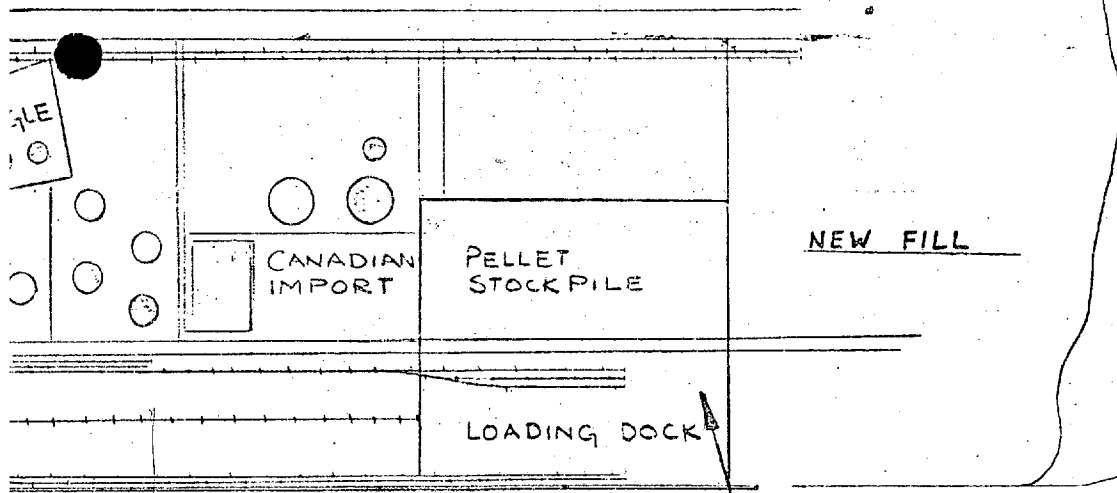 CANADIAN
IMPORT
PELLET
STOCKPILE
NEW FILL
LOADING DOCK